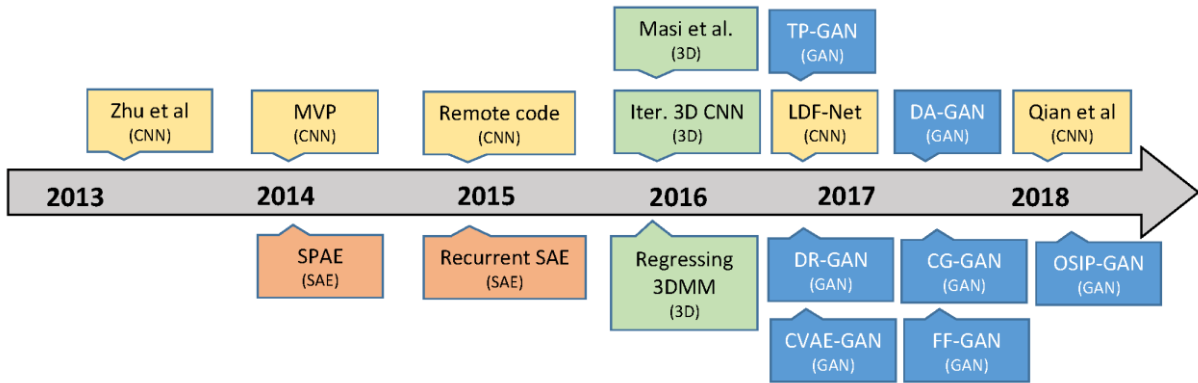 Masi et al.
(3D)
TP-GAN
(GAN)
Zhu et al
(CNN)
MVP
(CNN)
Remote code
(CNN)
Iter. 3D CNN
(3D)
LDF-Net
(CNN)
DA-GAN
(GAN)
Qian et al
(CNN)
2013
2014
2015
2016
2017
2018
SPAE
(SAE)
Recurrent SAE
(SAE)
Regressing
3DMM
(3D)
DR-GAN
(GAN)
CG-GAN
(GAN)
OSIP-GAN
(GAN)
CVAE-GAN
(GAN)
FF-GAN
(GAN)